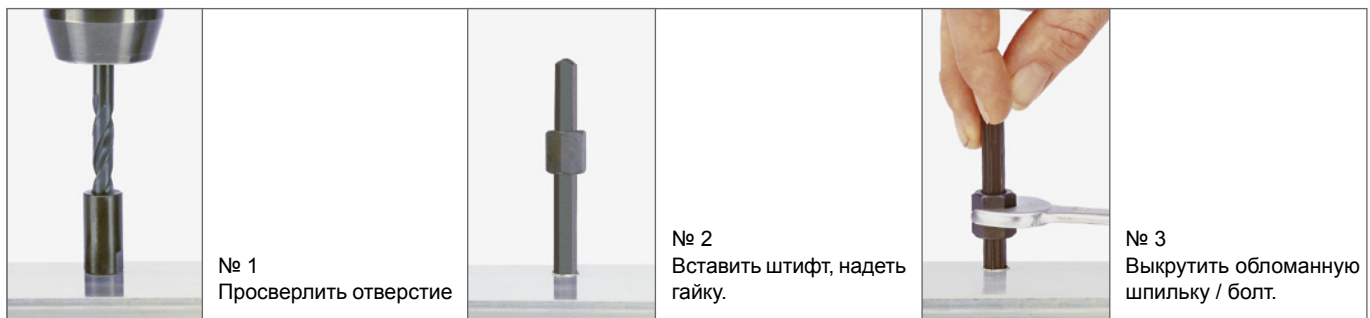 № 1
Просверлить отверстие
№ 2
Вставить штифт, надеть
гайку.
№ 3
Выкрутить обломанную
шпильку / болт.